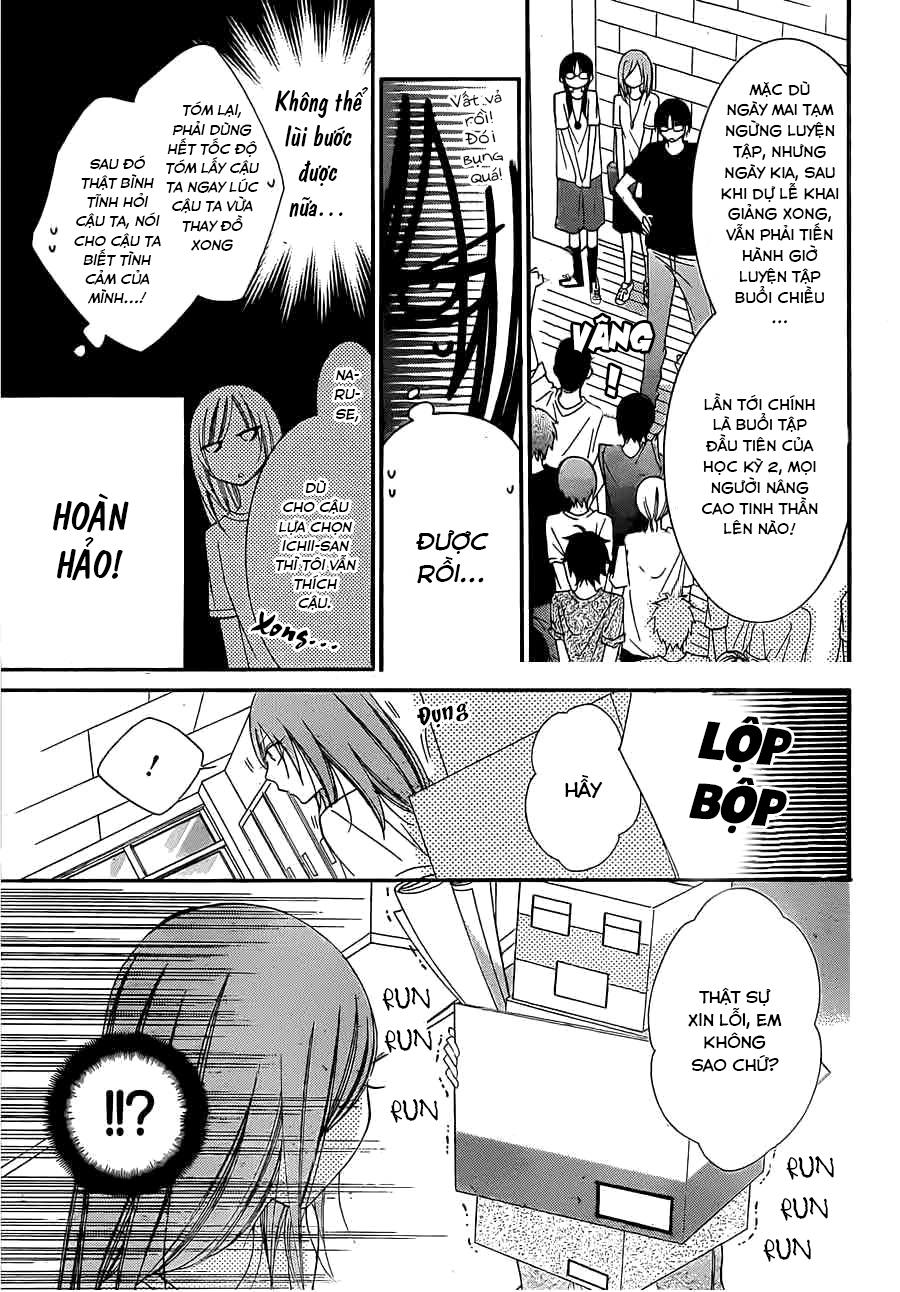 MẶC DÙ
NGÀY MAI TẠM
NGỪNG LUYỆN
TẬP, NHƯNG
NGÀY KIA, SAU
KHI DỰ LỄ KHAI
GIẢNG XONG,
VẪN PHẢI TIẾN
HÀNH GIỜ
LUYỆN TẬP
BUỔI CHIỀU
...
LẦN TỚI CHÍNH
LÀ BUỔI TẬP
ĐẦU TIÊN CỦA
HỌC KỲ 2, MỌI
NGƯỜI NÂNG
CAO TINH THẦN
LÊN NÀO!
VÂNG
!
Vất vả
rồi!
Đói
bụng
quá!
ĐƯỢC
RỒI...
Không thể
lùi bước
được
nữa...
TÓM LẠI,
PHẢI DÙNG
HẾT TỐC ĐỘ
TÓM LẤY CẬU
TA NGAY LÚC
CẬU TA VỪA
THAY ĐỒ
XONG
SAU ĐÓ
THẬT BÌNH
TĨNH HỎI
CẬU TA, NÓI
CHO CẬU TA
BIẾT TÌNH
CẢM CỦA
MÌNH...!
NA-
RU-
SE,
DÙ
CHO CẬU
LỰA CHỌN
ICHII-SAN
THÌ TÔI VẪN
THÍCH
CẬU.
Xong...
HOÀN
HẢO!
LỘP
BỘP
HẦY
Đụng
!
THẬT SỰ
XIN LỖI, EM
KHÔNG
SAO CHỨ?
RUN
RUN
RUN
RUN
RUN
RUN
!!?